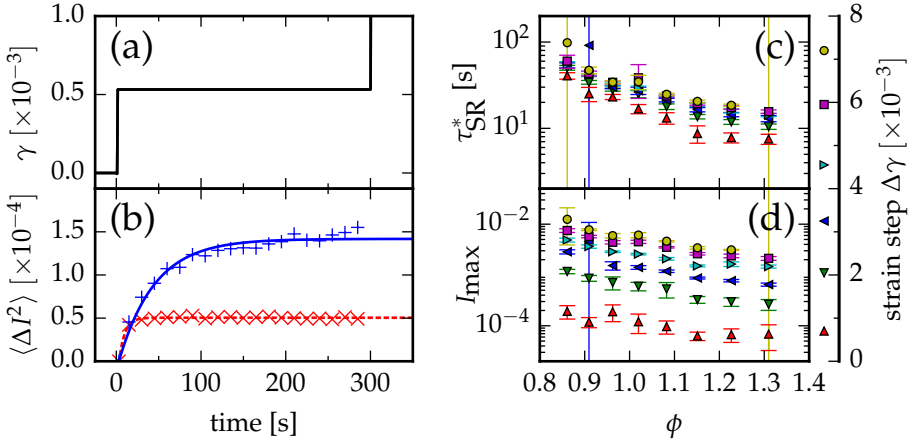 (a)
γ [×10⁻³]
1.0
0.5
0.0
(b)
⟨ΔI²⟩ [×10⁻⁴]
1.5
1.0
0.5
0.0
0 100 200 300
time [s]
(c)
τ*SR [s]
10²
10¹
(d)
Imax
10⁻²
10⁻⁴
0.8 0.9 1.0 1.1 1.2 1.3 1.4
ϕ
8
6
4
2
0
strain step Δγ [×10⁻³]